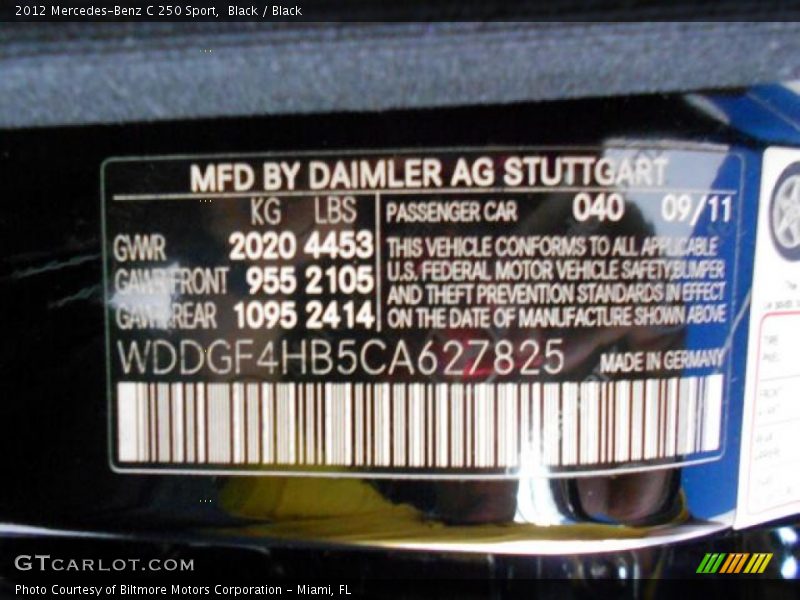 2012 Mercedes-Benz C 250 Sport,  Black / Black
MFD BY DAIMLER AG STUTTGART
KG LBS
GVWR 2020 4453
GAWR FRONT 955 2105
GAWR REAR 1095 2414
PASSENGER CAR 040 09/11
THIS VEHICLE CONFORMS TO ALL APPLICABLE
U.S. FEDERAL MOTOR VEHICLE SAFETY,BUMPER
AND THEFT PREVENTION STANDARDS IN EFFECT
ON THE DATE OF MANUFACTURE SHOWN ABOVE
WDDGF4HB5CA627825 MADE IN GERMANY
GTCARLOT.COM
Photo Courtesy of Biltmore Motors Corporation - Miami, FL